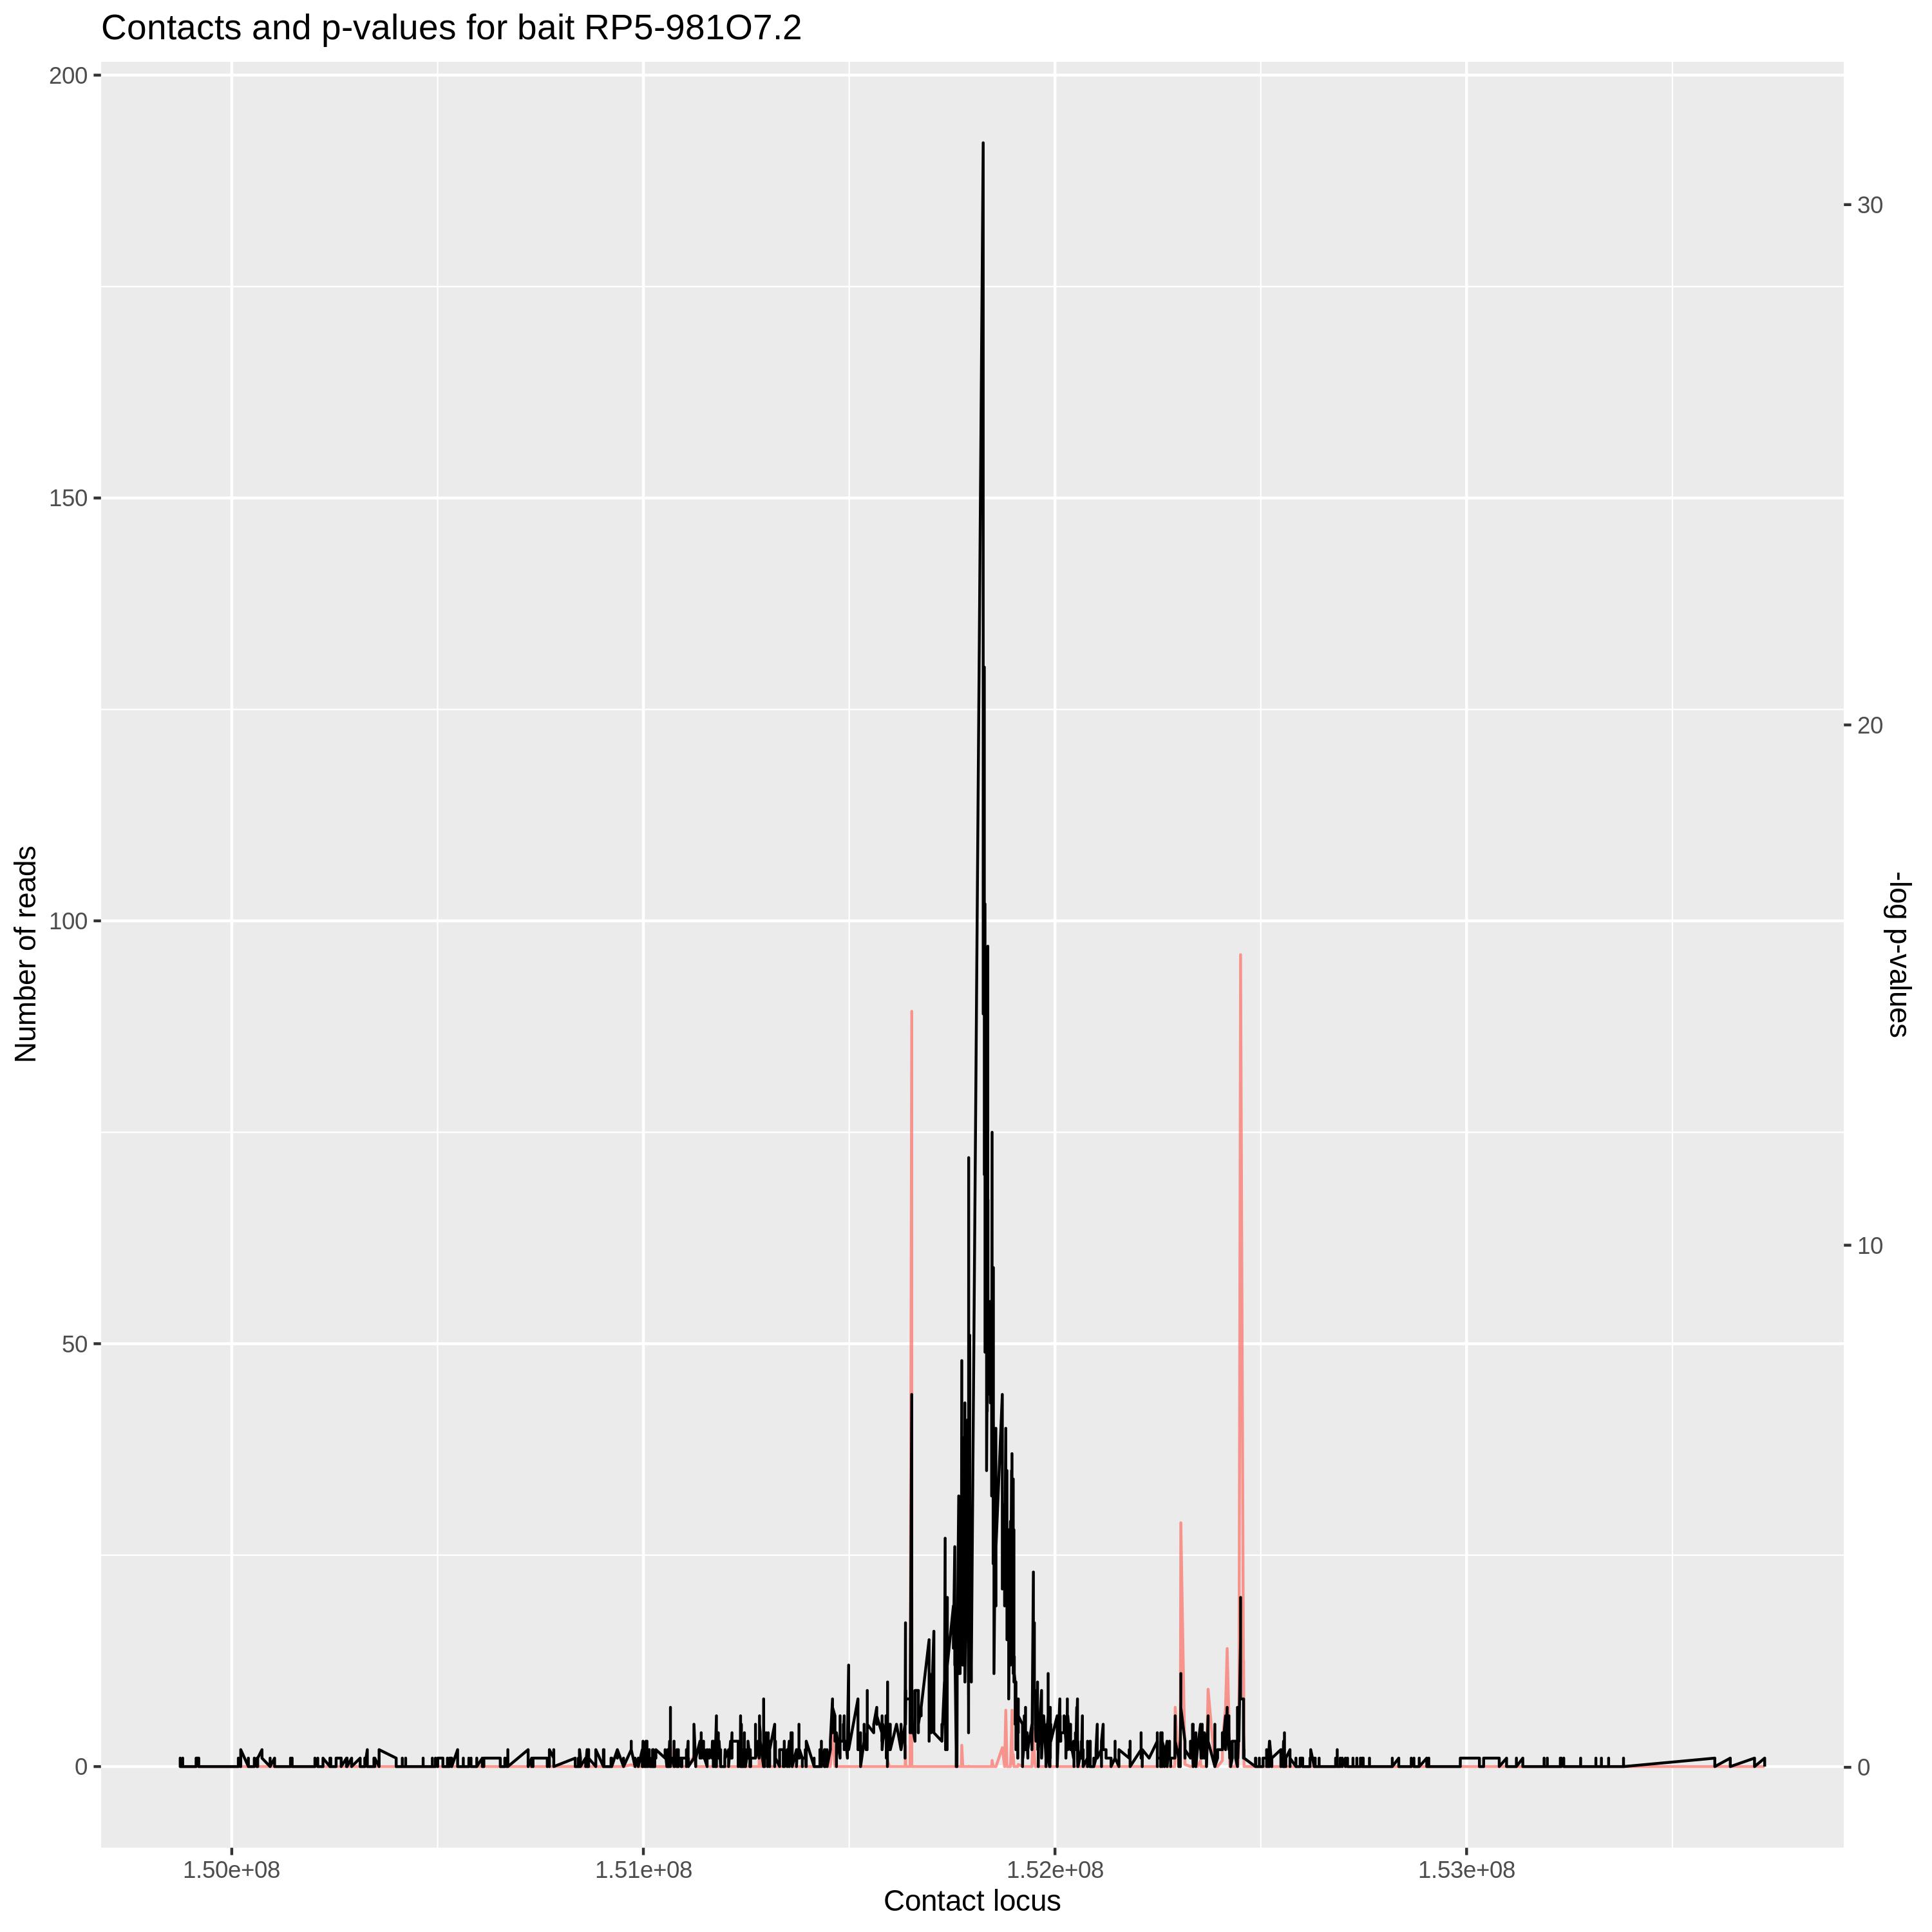 Contacts and p-values for bait RP5-981O7.2
200
150
100
50
0
Number of reads
30
20
10
0
-log p-values
1.50e+08
1.51e+08
1.52e+08
1.53e+08
Contact locus